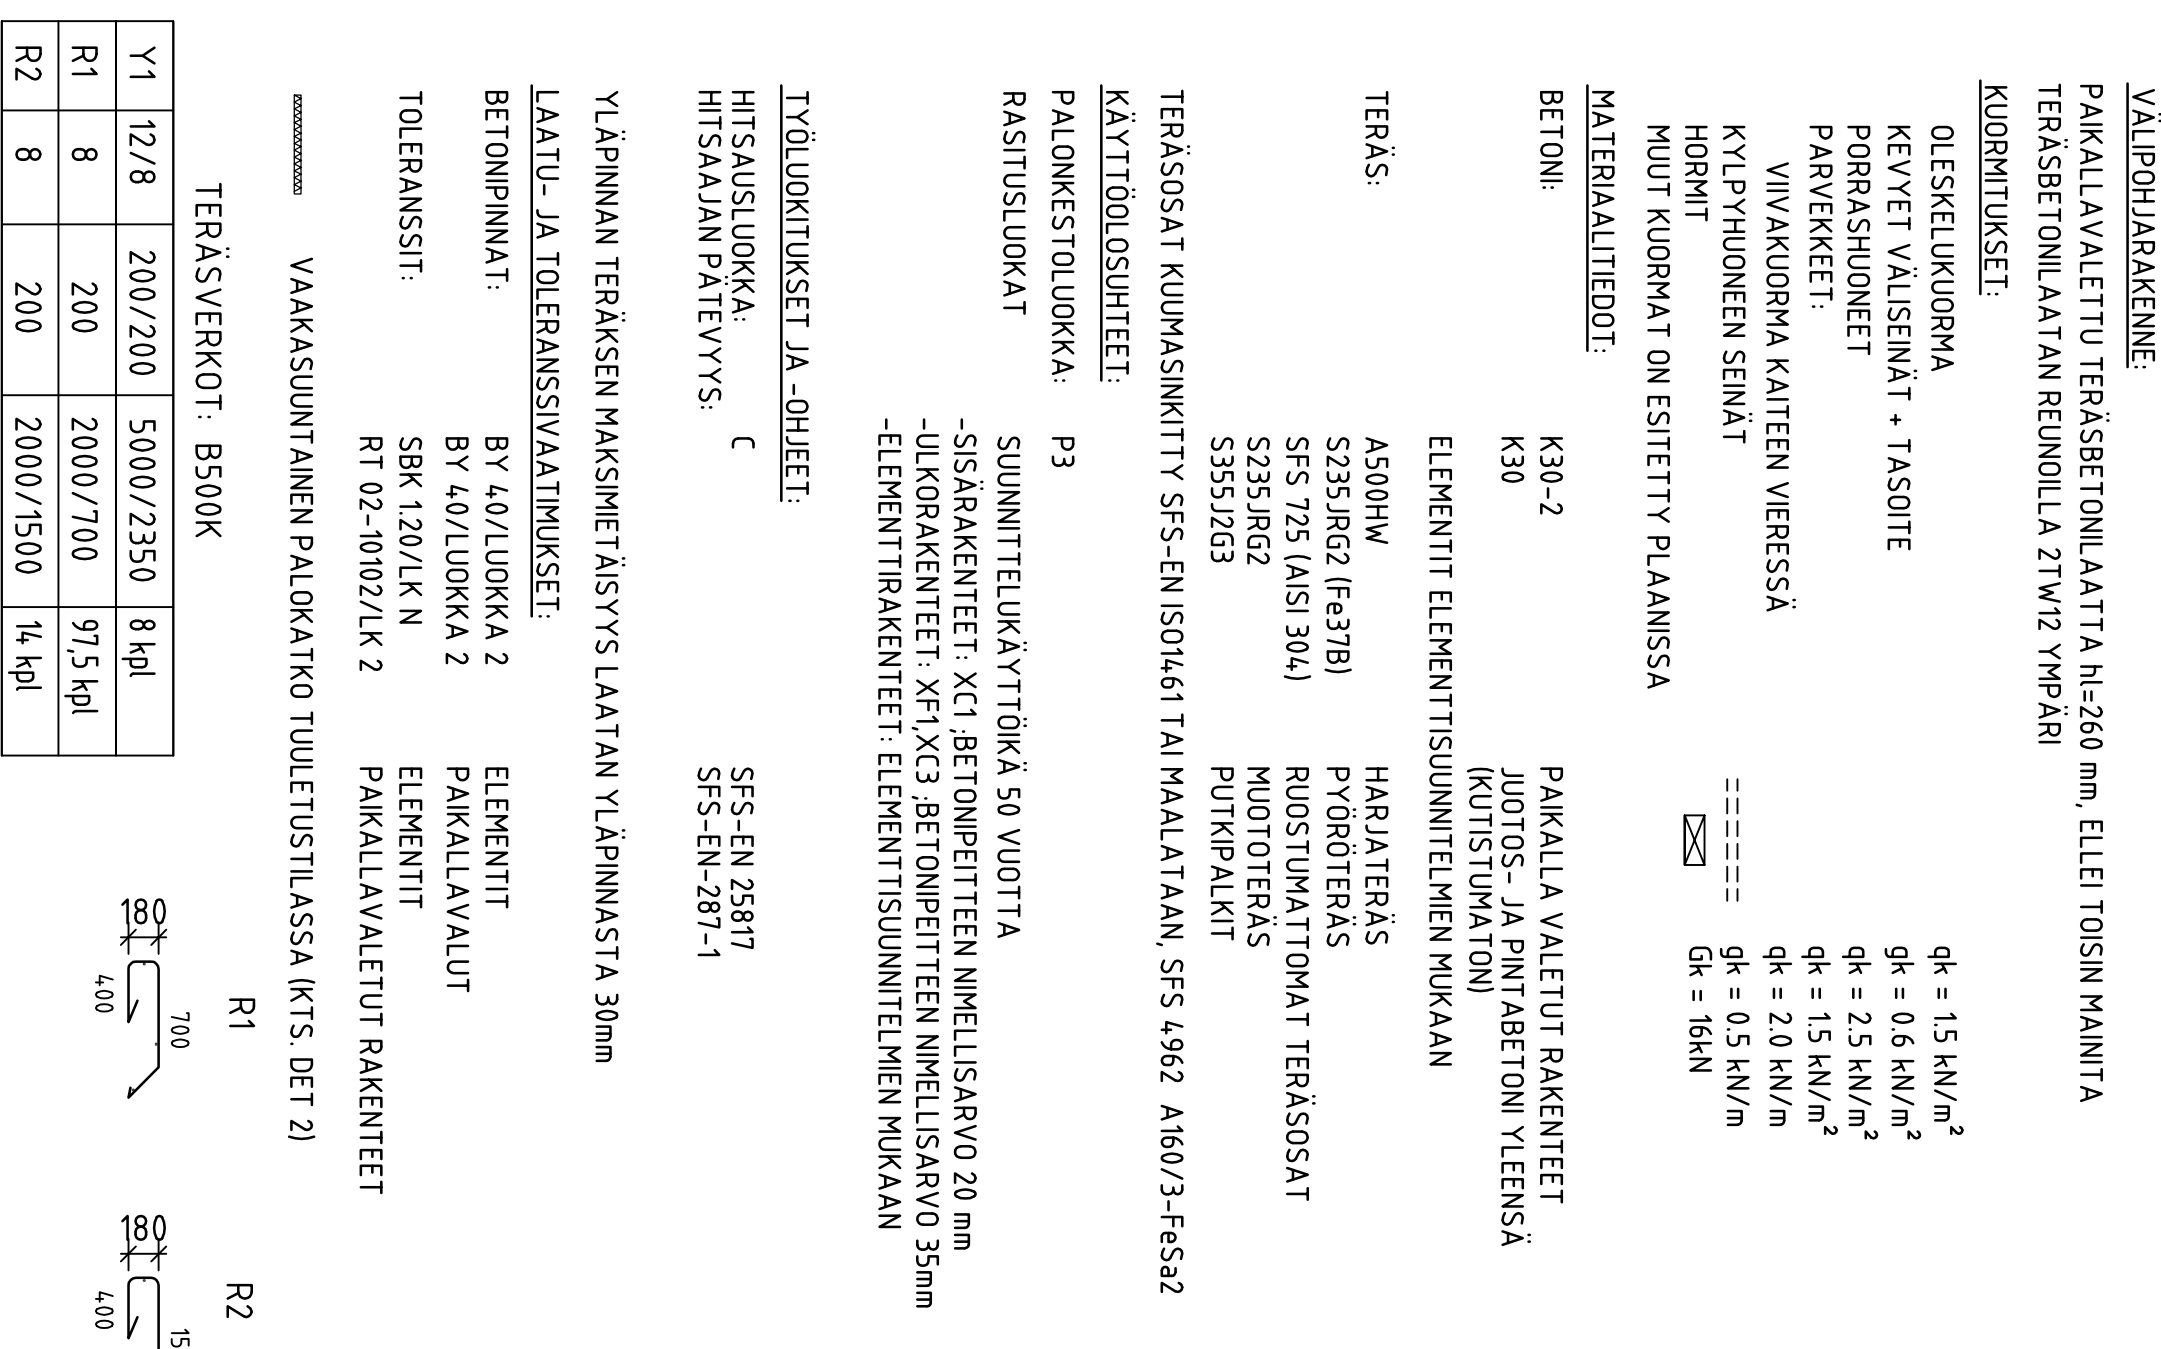 VÄLIPOHJARAKENNE:
PAIKALLAVALETTU TERÄSBETONILAATTA hl=260 mm, ELLEI TOISIN MAINITA
TERÄSBETONILAATAN REUNOILLA 2TW12 YMPÄRI
KUORMITUKSET:
OLESKELUKUORMA qk = 1.5 kN/m²
KEVYET VÄLISEINÄT + TASOITE gk = 0.6 kN/m²
PORRASHUONEET qk = 2.5 kN/m²
PARVEKKEET: qk = 1.5 kN/m²
VIIVAKUORMA KAITEEN VIERESSÄ qk = 2.0 kN/m
KYLPYHUONEEN SEINÄT gk = 0.5 kN/m
HORMIT Gk = 16kN
MUUT KUORMAT ON ESITETTY PLAANISSA
MATERIAALITIEDOT:
BETONI: K30-2 PAIKALLA VALETUT RAKENTEET
K30 JUOTOS- JA PINTABETONI YLEENSÄ
(KUTISTUMATON)
ELEMENTIT ELEMENTTISUUNNITELMIEN MUKAAN
TERÄS: A500HW HARJATERÄS
S235JRG2 (Fe37B) PYÖRÖTERÄS
SFS 725 (AISI 304) RUOSTUMATTOMAT TERÄSOSAT
S235JRG2 MUOTOTERÄS
S355J2G3 PUTKIPALKIT
TERÄSOSAT KUUMASINKITTY SFS-EN ISO1461 TAI MAALATAAN, SFS 4962 A160/3-FeSa2
KÄYTTÖOLOSUHTEET:
PALONKESTOLUOKKA: P3
RASITUSLUOKAT SUUNNITTELUKÄYTTÖIKÄ 50 VUOTTA
-SISÄRAKENTEET: XC1 ;BETONIPEITTEEN NIMELLISARVO 20 mm
-ULKORAKENTEET: XF1,XC3 ;BETONIPEITTEEN NIMELLISARVO 35mm
-ELEMENTTIRAKENTEET: ELEMENTTISUUNNITELMIEN MUKAAN
TYÖLUOKITUKSET JA -OHJEET:
HITSAUSLUOKKA: C SFS-EN 25817
HITSAAJAN PÄTEVYYS: SFS-EN-287-1
YLÄPINNAN TERÄKSEN MAKSIMIETÄISYYS LAATAN YLÄPINNASTA 30mm
LAATU- JA TOLERANSSIVAATIMUKSET:
BETONIPINNAT: BY 40/LUOKKA 2 ELEMENTIT
BY 40/LUOKKA 2 PAIKALLAVALUT
TOLERANSSIT: SBK 1.20/LK N ELEMENTIT
RT 02-10102/LK 2 PAIKALLAVALETUT RAKENTEET
VAAKASUUNTAINEN PALOKATKO TUULETUSTILASSA (KTS. DET 2)
TERÄSVERKOT: B500K
Y1 12/8 200/200 5000/2350 8 kpl
R1 8 200 2000/700 97,5 kpl
R2 8 200 2000/1500 14 kpl
R1
700
180
400
R2
15
180
400